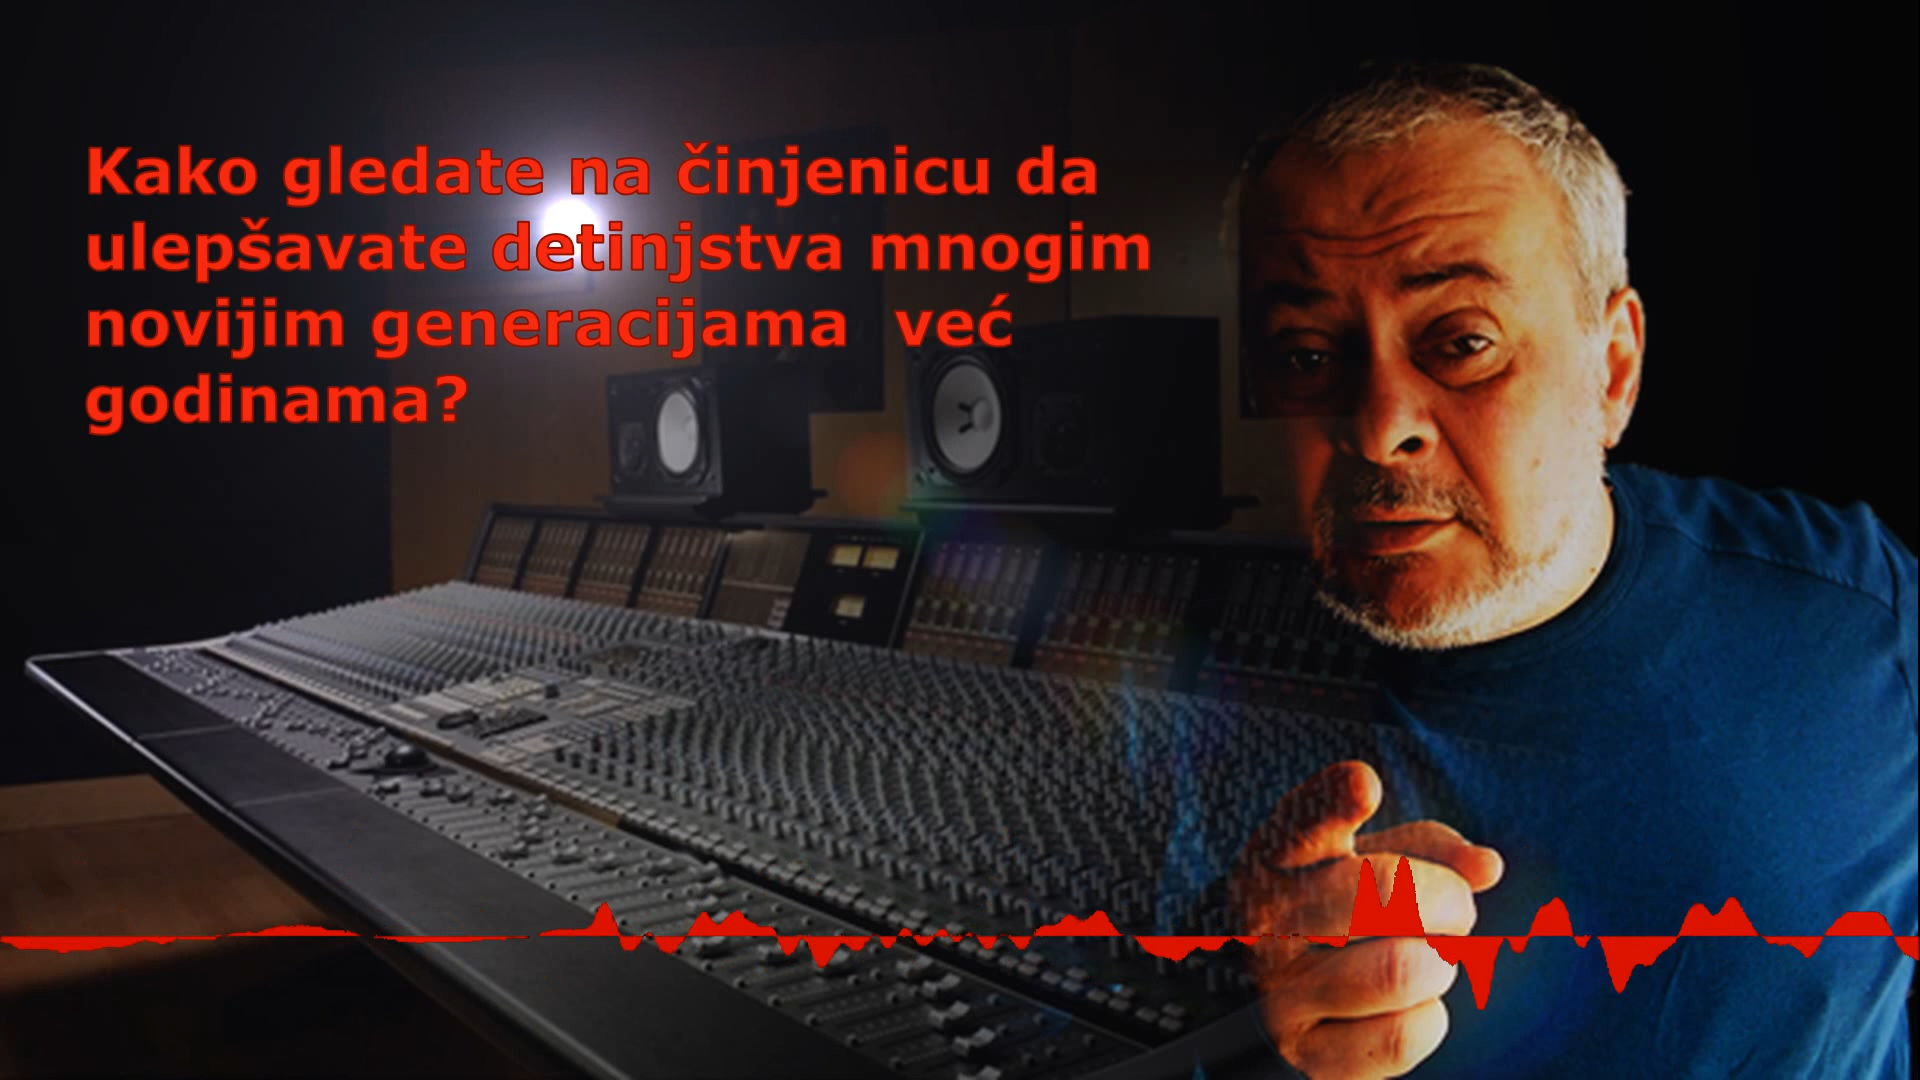 Kako gledate na činjenicu da
ulepšavate detinjstva mnogim
novijim generacijama  već
godinama?